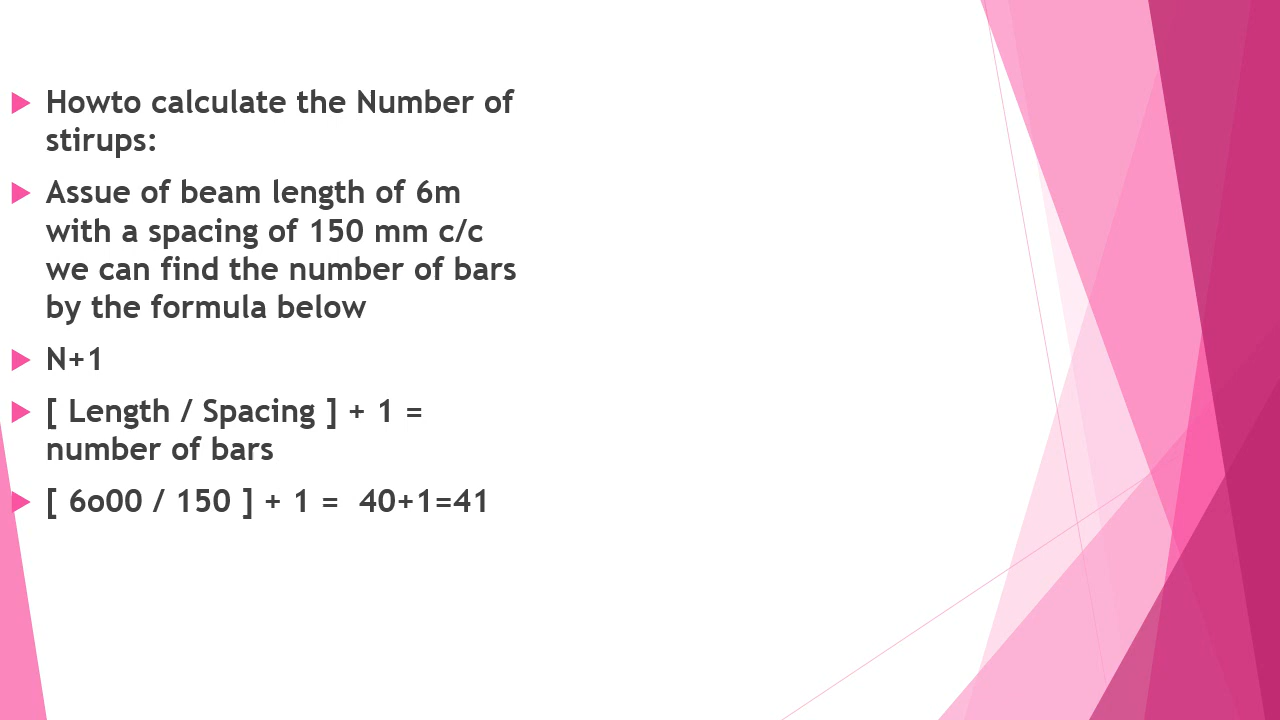 Howto calculate the Number of
stirups:
Assue of beam length of 6m
with a spacing of 150 mm c/c
we can find the number of bars
by the formula below
N+1
[ Length / Spacing ] + 1 =
number of bars
[ 6o00 / 150 ] + 1 =  40+1=41